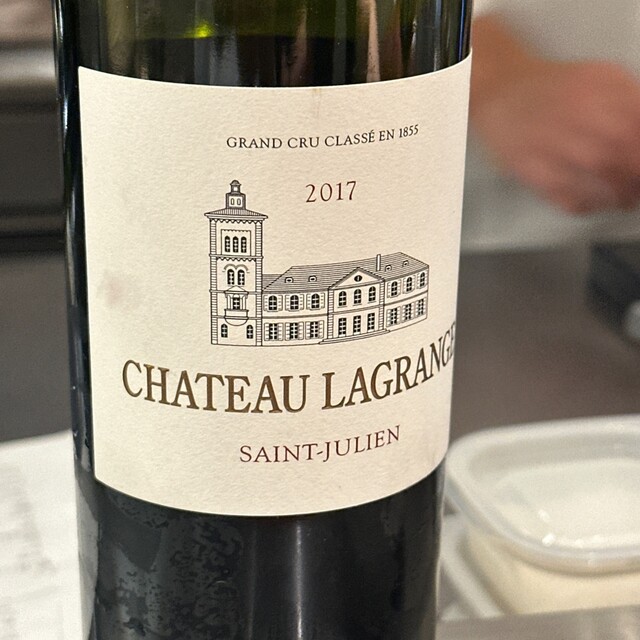 GRAND CRU CLASSÉ EN 1855
2017
CHATEAU LAGRANGE
SAINT-JULIEN